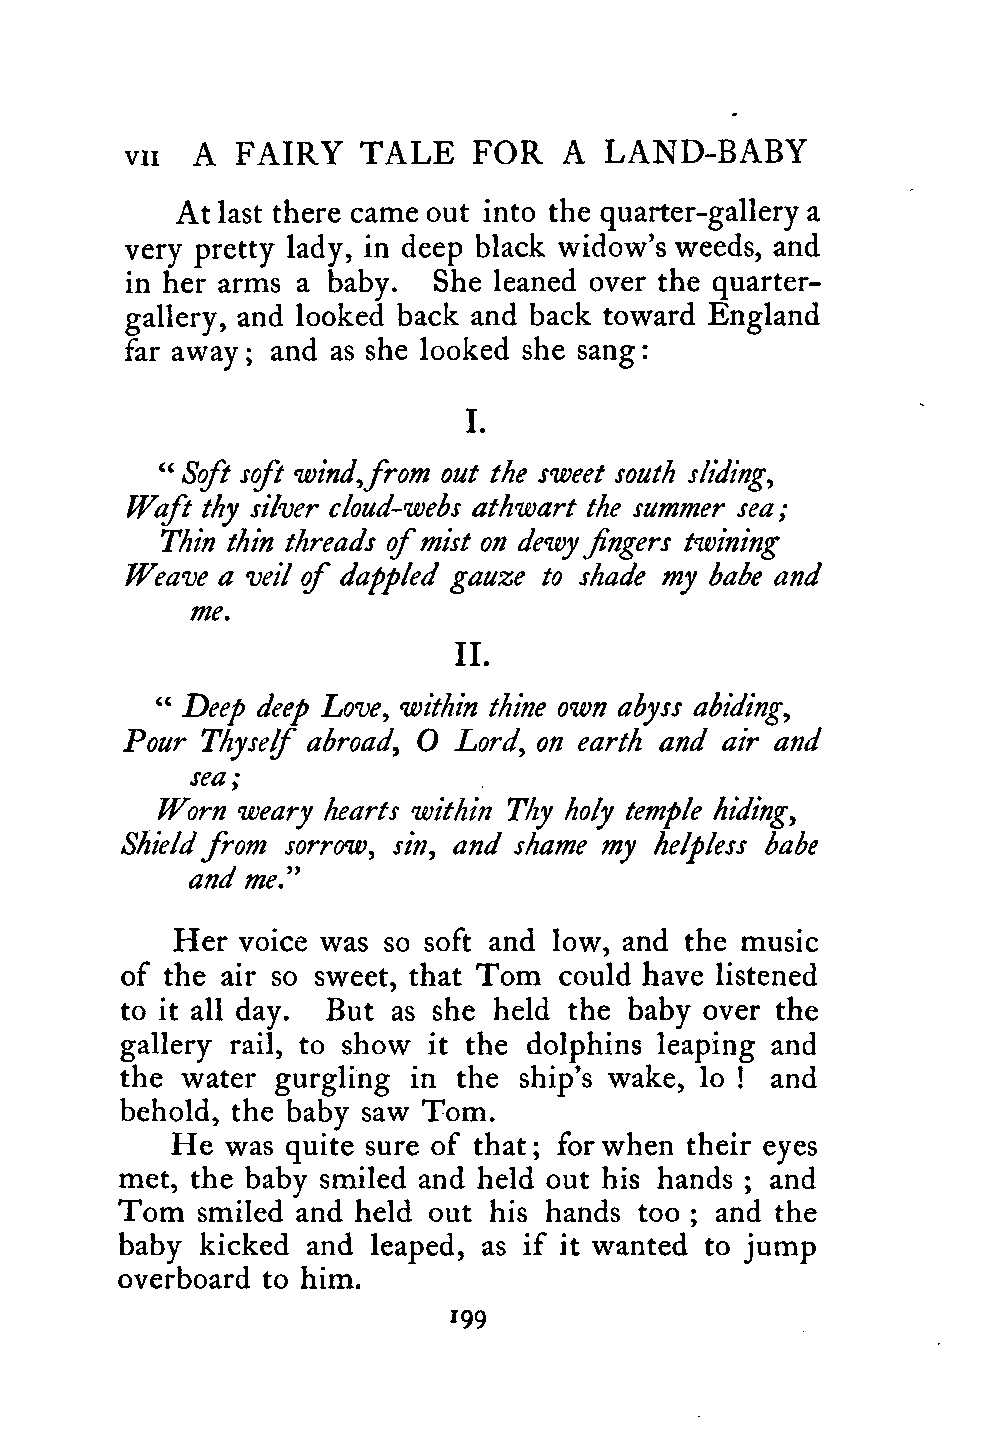 VII A FAIRY TALE FOR A LAND-BABY
At last there came out into the quarter-gallery a
very pretty lady, in deep black widow's weeds, and
in her arms a baby. She leaned over the quarter-
gallery, and looked back and back toward England
far away; and as she looked she sang:
I.
"Soft soft wind, from out the sweet south sliding,
Waft thy silver cloud-webs athwart the summer sea;
Thin thin threads of mist on dewy fingers twining
Weave a veil of dappled gauze to shade my babe and
me.
II.
"Deep deep Love, within thine own abyss abiding,
Pour Thyself abroad, O Lord, on earth and air and
sea;
Worn weary hearts within Thy holy temple hiding,
Shield from sorrow, sin, and shame my helpless babe
and me."
Her voice was so soft and low, and the music
of the air so sweet, that Tom could have listened
to it all day. But as she held the baby over the
gallery rail, to show it the dolphins leaping and
the water gurgling in the ship's wake, lo! and
behold, the baby saw Tom.
He was quite sure of that; for when their eyes
met, the baby smiled and held out his hands; and
Tom smiled and held out his hands too; and the
baby kicked and leaped, as if it wanted to jump
overboard to him.
199